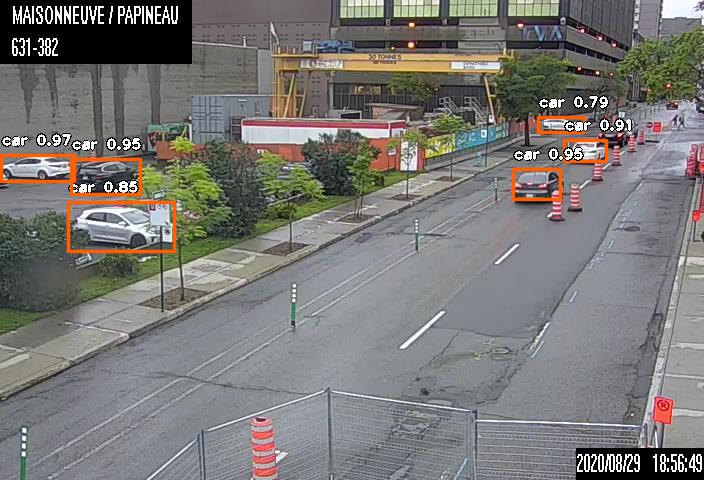 MAISONNEUVE / PAPINEAU
631-382
30 TONNES
TVA
car 0.79
car 0.91
car 0.97
car 0.95
car 0.95
car 0.85
2020/08/29 18:56:49